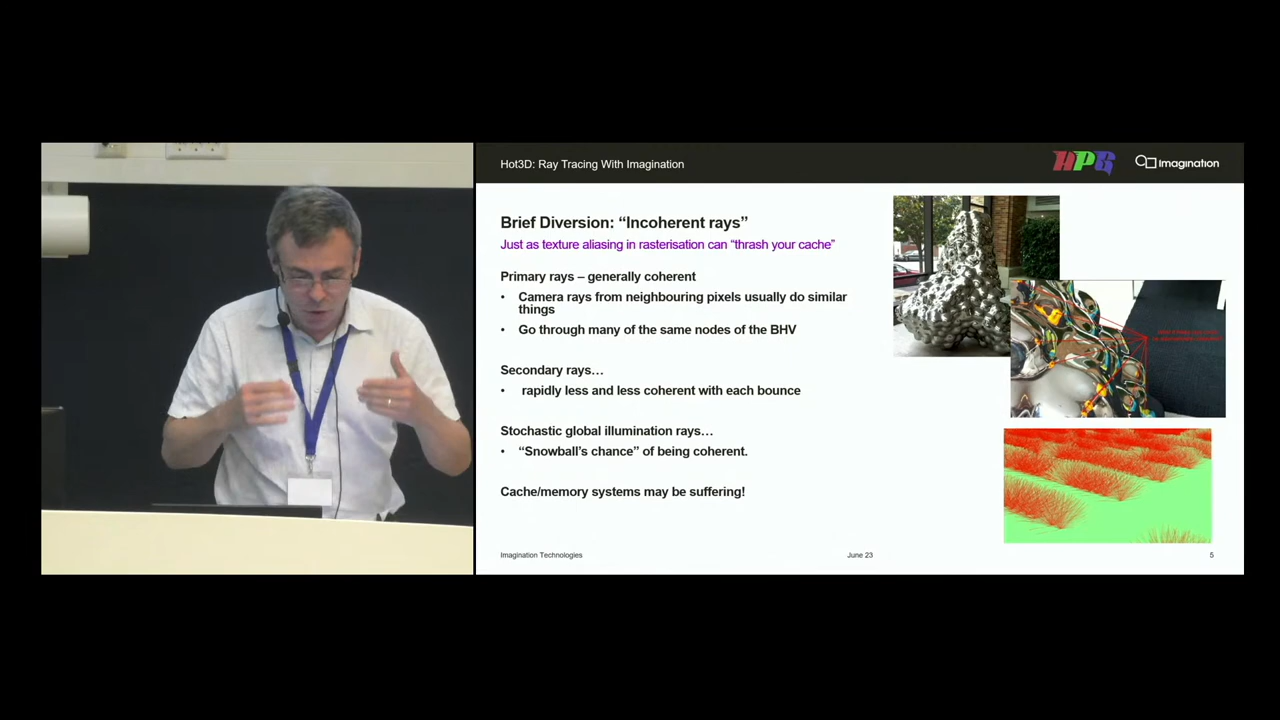 Hot3D: Ray Tracing With Imagination
HPG
Imagination
Brief Diversion: “Incoherent rays”
Just as texture aliasing in rasterisation can “thrash your cache”
Primary rays – generally coherent
• Camera rays from neighbouring pixels usually do similar
things
• Go through many of the same nodes of the BHV
Secondary rays…
• rapidly less and less coherent with each bounce
Stochastic global illumination rays…
• “Snowball’s chance” of being coherent.
Cache/memory systems may be suffering!
Imagination Technologies
June 23
5